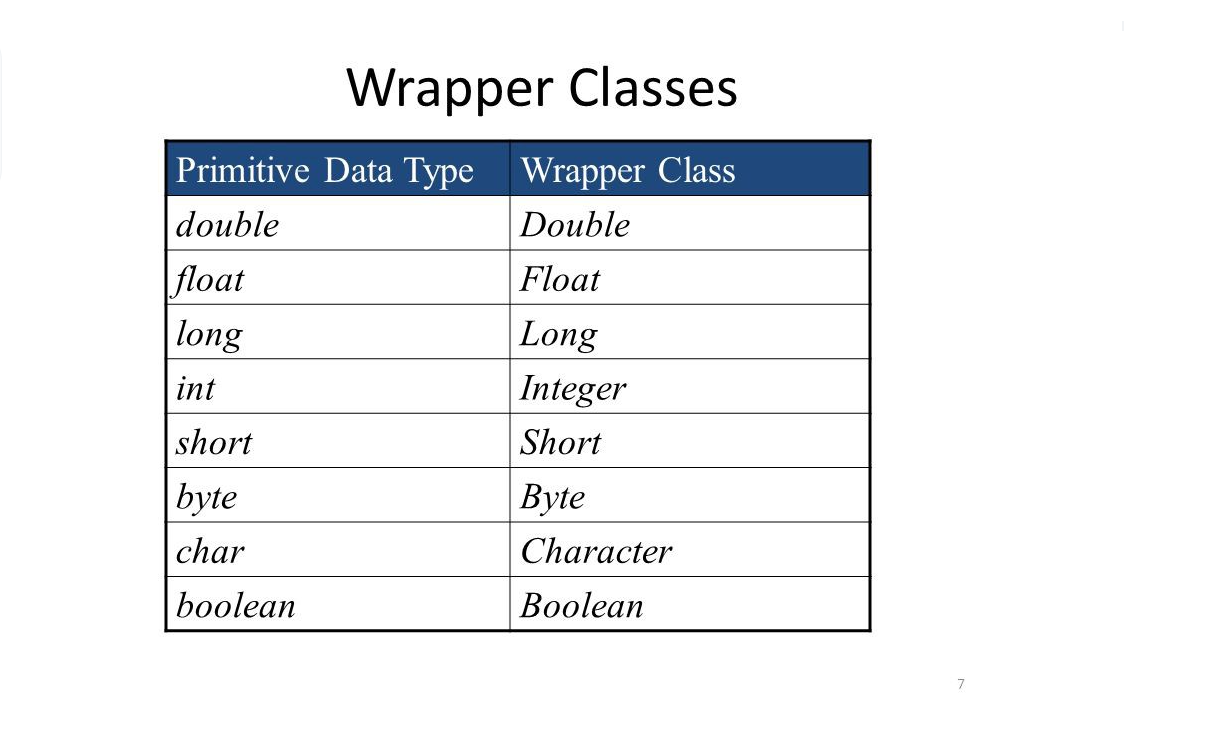 Wrapper Classes
Primitive Data Type Wrapper Class
double Double
float Float
long Long
int Integer
short Short
byte Byte
char Character
boolean Boolean
7